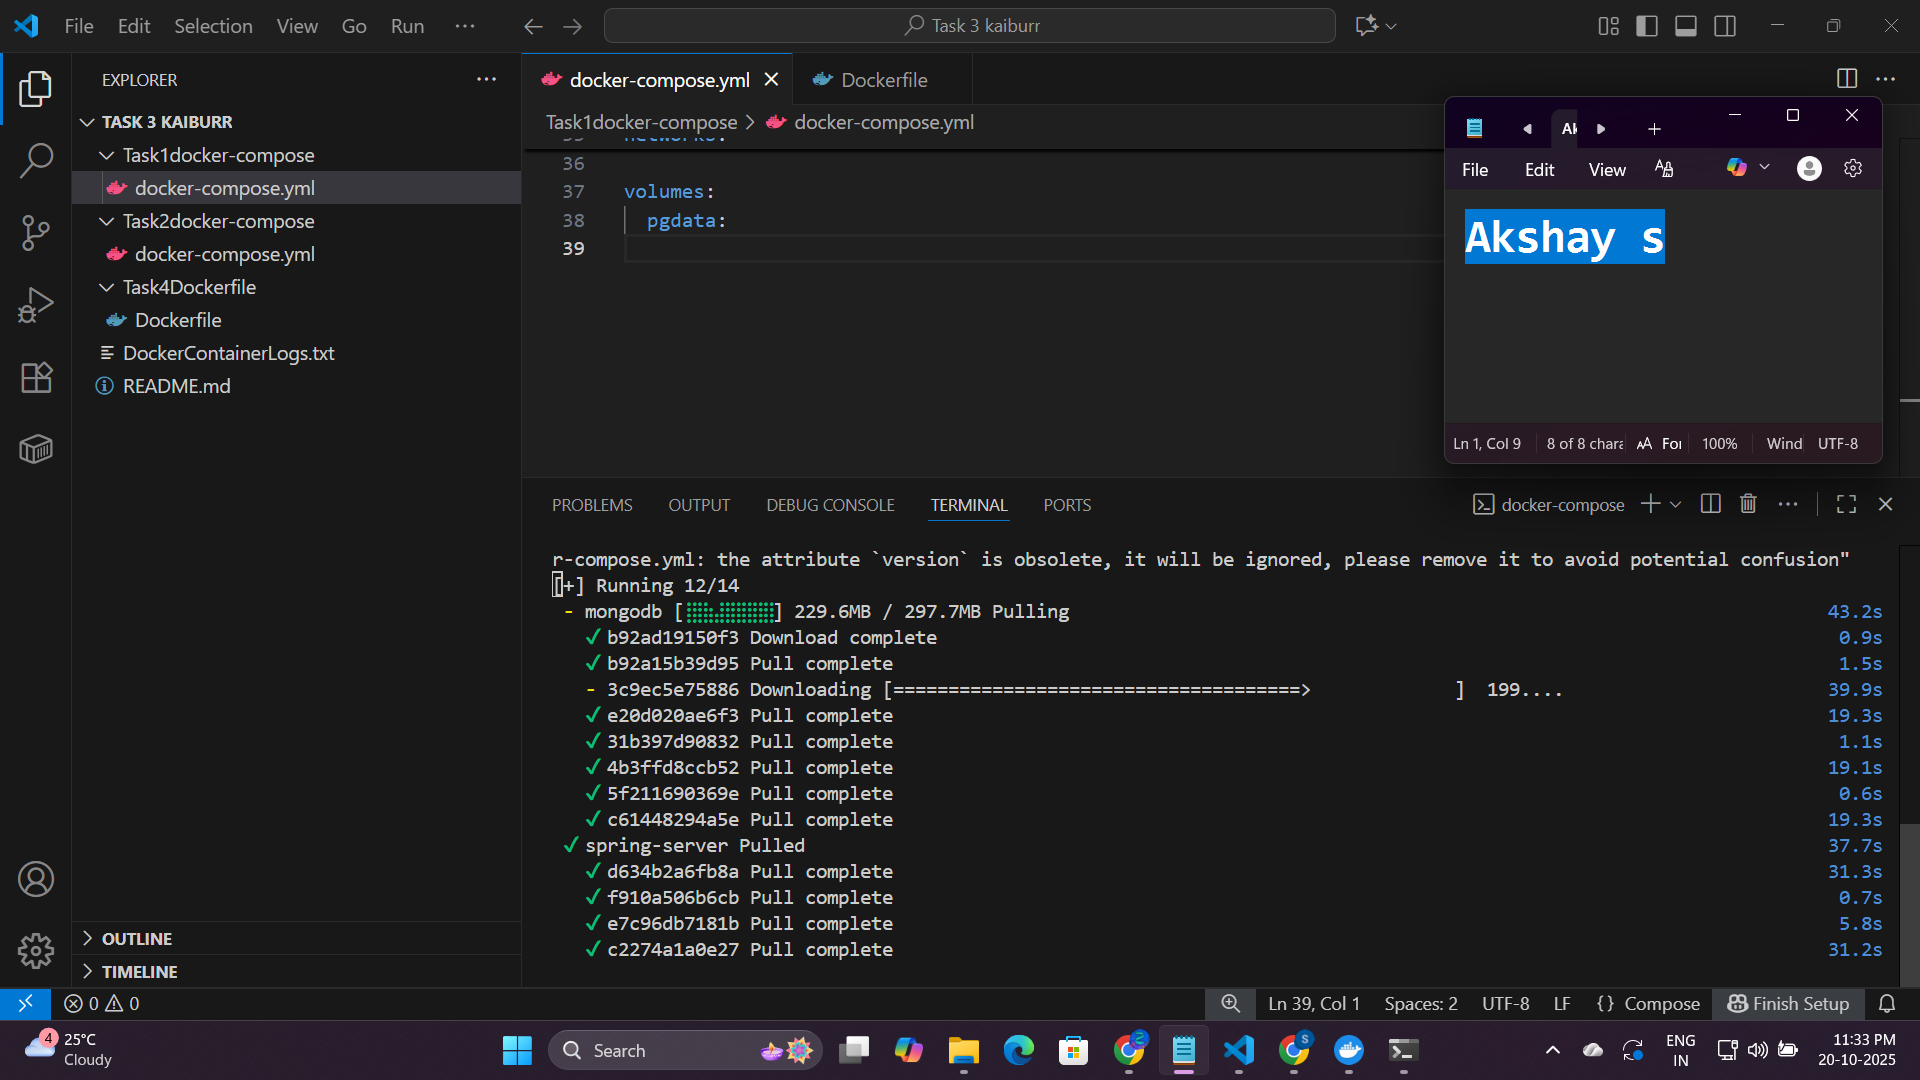 File Edit Selection View Go Run ···
Task 3 kaiburr
EXPLORER ···
TASK 3 KAIBURR
Task1docker-compose
docker-compose.yml
Task2docker-compose
docker-compose.yml
Task4Dockerfile
Dockerfile
DockerContainerLogs.txt
README.md
OUTLINE
TIMELINE
docker-compose.yml Dockerfile
Task1docker-compose > docker-compose.yml
36
37 volumes:
38 pgdata:
39
File Edit View
Akshay s
Ln 1, Col 9 8 of 8 chara For 100% Wind UTF-8
PROBLEMS OUTPUT DEBUG CONSOLE TERMINAL PORTS
docker-compose
r-compose.yml: the attribute `version` is obsolete, it will be ignored, please remove it to avoid potential confusion"
[+] Running 12/14
- mongodb [⣿⣿⣦⣿⣿⣿⣿⣿] 229.6MB / 297.7MB Pulling 43.2s
✓ b92ad19150f3 Download complete 0.9s
✓ b92a15b39d95 Pull complete 1.5s
- 3c9ec5e75886 Downloading [=====================================> ] 199.... 39.9s
✓ e20d020ae6f3 Pull complete 19.3s
✓ 31b397d90832 Pull complete 1.1s
✓ 4b3ffd8ccb52 Pull complete 19.1s
✓ 5f211690369e Pull complete 0.6s
✓ c61448294a5e Pull complete 19.3s
✓ spring-server Pulled 37.7s
✓ d634b2a6fb8a Pull complete 31.3s
✓ f910a506b6cb Pull complete 0.7s
✓ e7c96db7181b Pull complete 5.8s
✓ c2274a1a0e27 Pull complete 31.2s
0 0 Ln 39, Col 1 Spaces: 2 UTF-8 LF {} Compose Finish Setup
4 25°C
Cloudy
Search
ENG
IN
11:33 PM
20-10-2025